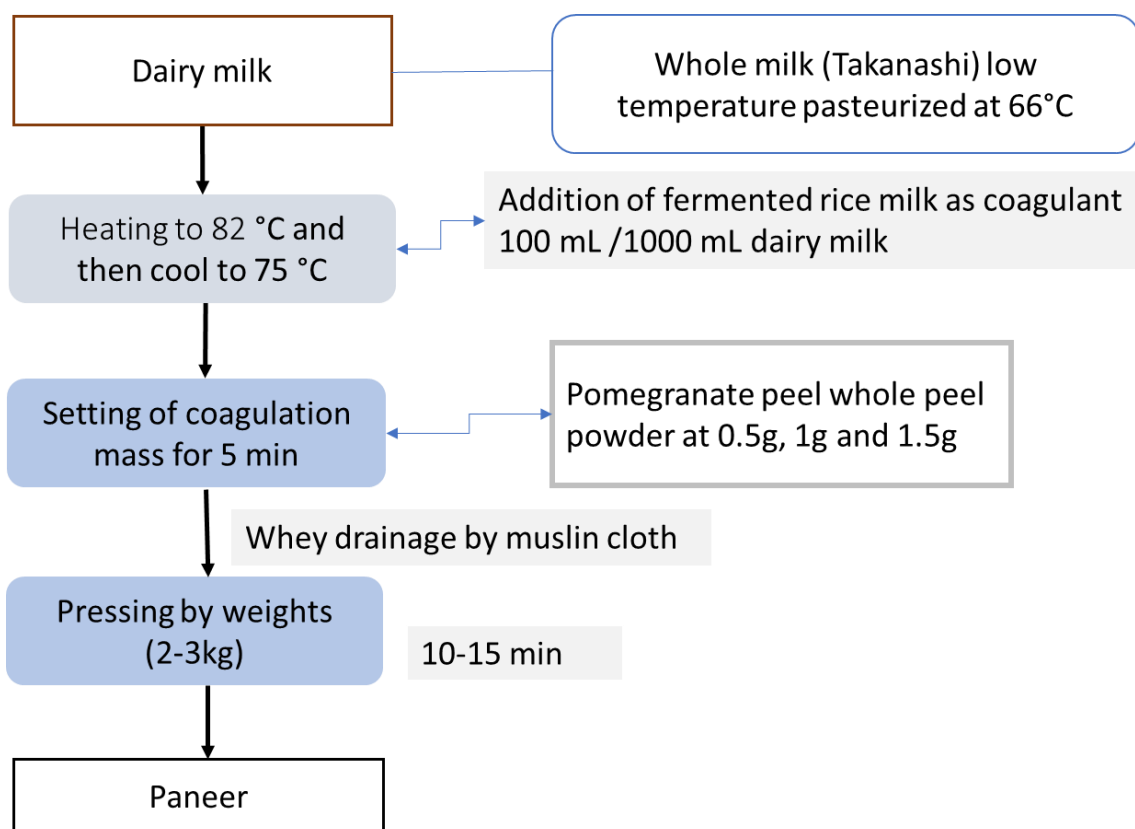 Dairy milk
Whole milk (Takanashi) low
temperature pasteurized at 66°C
Heating to 82 °C and
then cool to 75 °C
Addition of fermented rice milk as coagulant
100 mL /1000 mL dairy milk
Setting of coagulation
mass for 5 min
Pomegranate peel whole peel
powder at 0.5g, 1g and 1.5g
Whey drainage by muslin cloth
Pressing by weights
(2-3kg)
10-15 min
Paneer